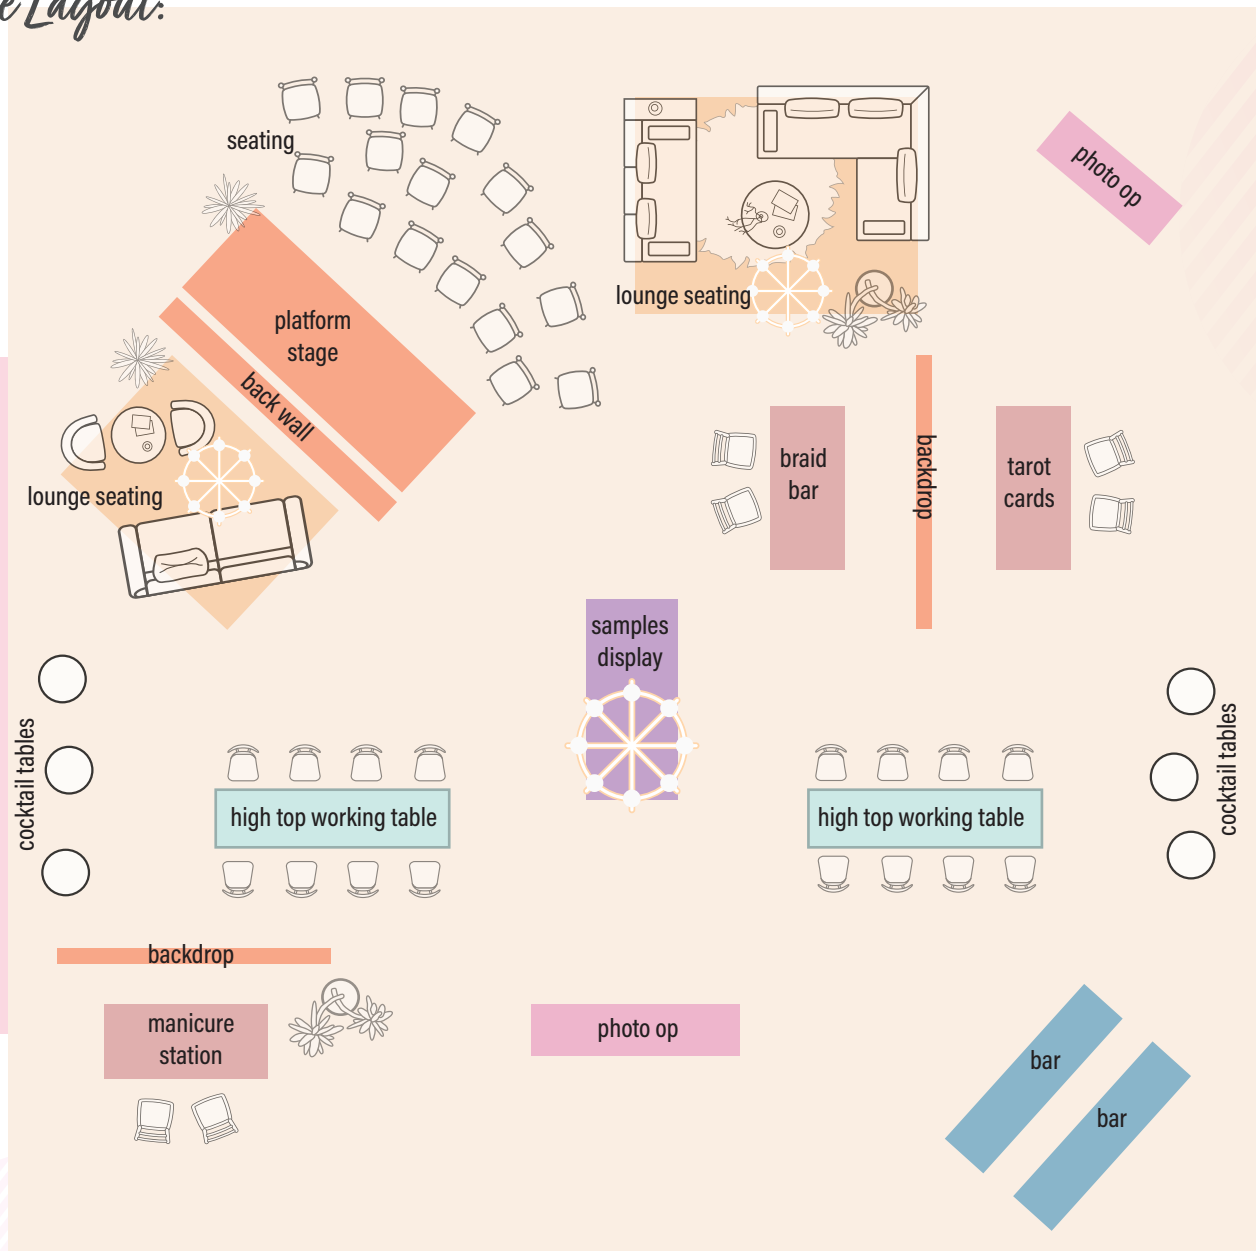 Layout:
seating
photo op
lounge seating
platform
stage
back wall
lounge seating
braid
bar
backdrop
tarot
cards
samples
display
cocktail tables
high top working table
high top working table
cocktail tables
backdrop
manicure
station
photo op
bar
bar